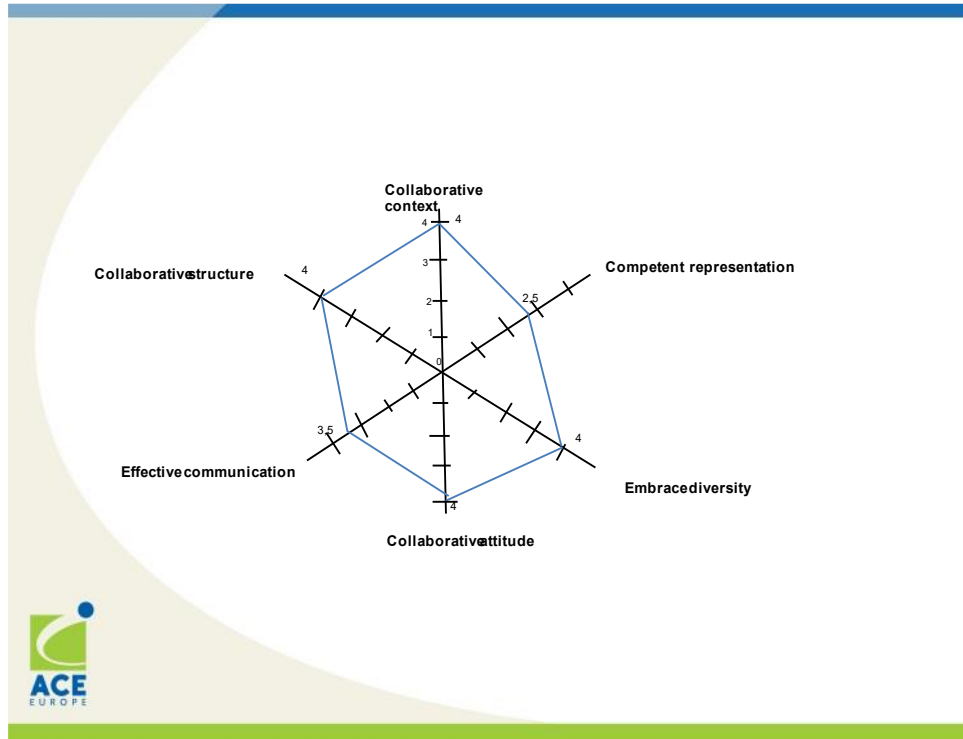 Collaborative
context
4
4
3
2
1
0
Collaborative structure
4
Competent representation
2.5
3.5
Effective communication
4
Embrace diversity
4
Collaborative attitude
ACE
EUROPE